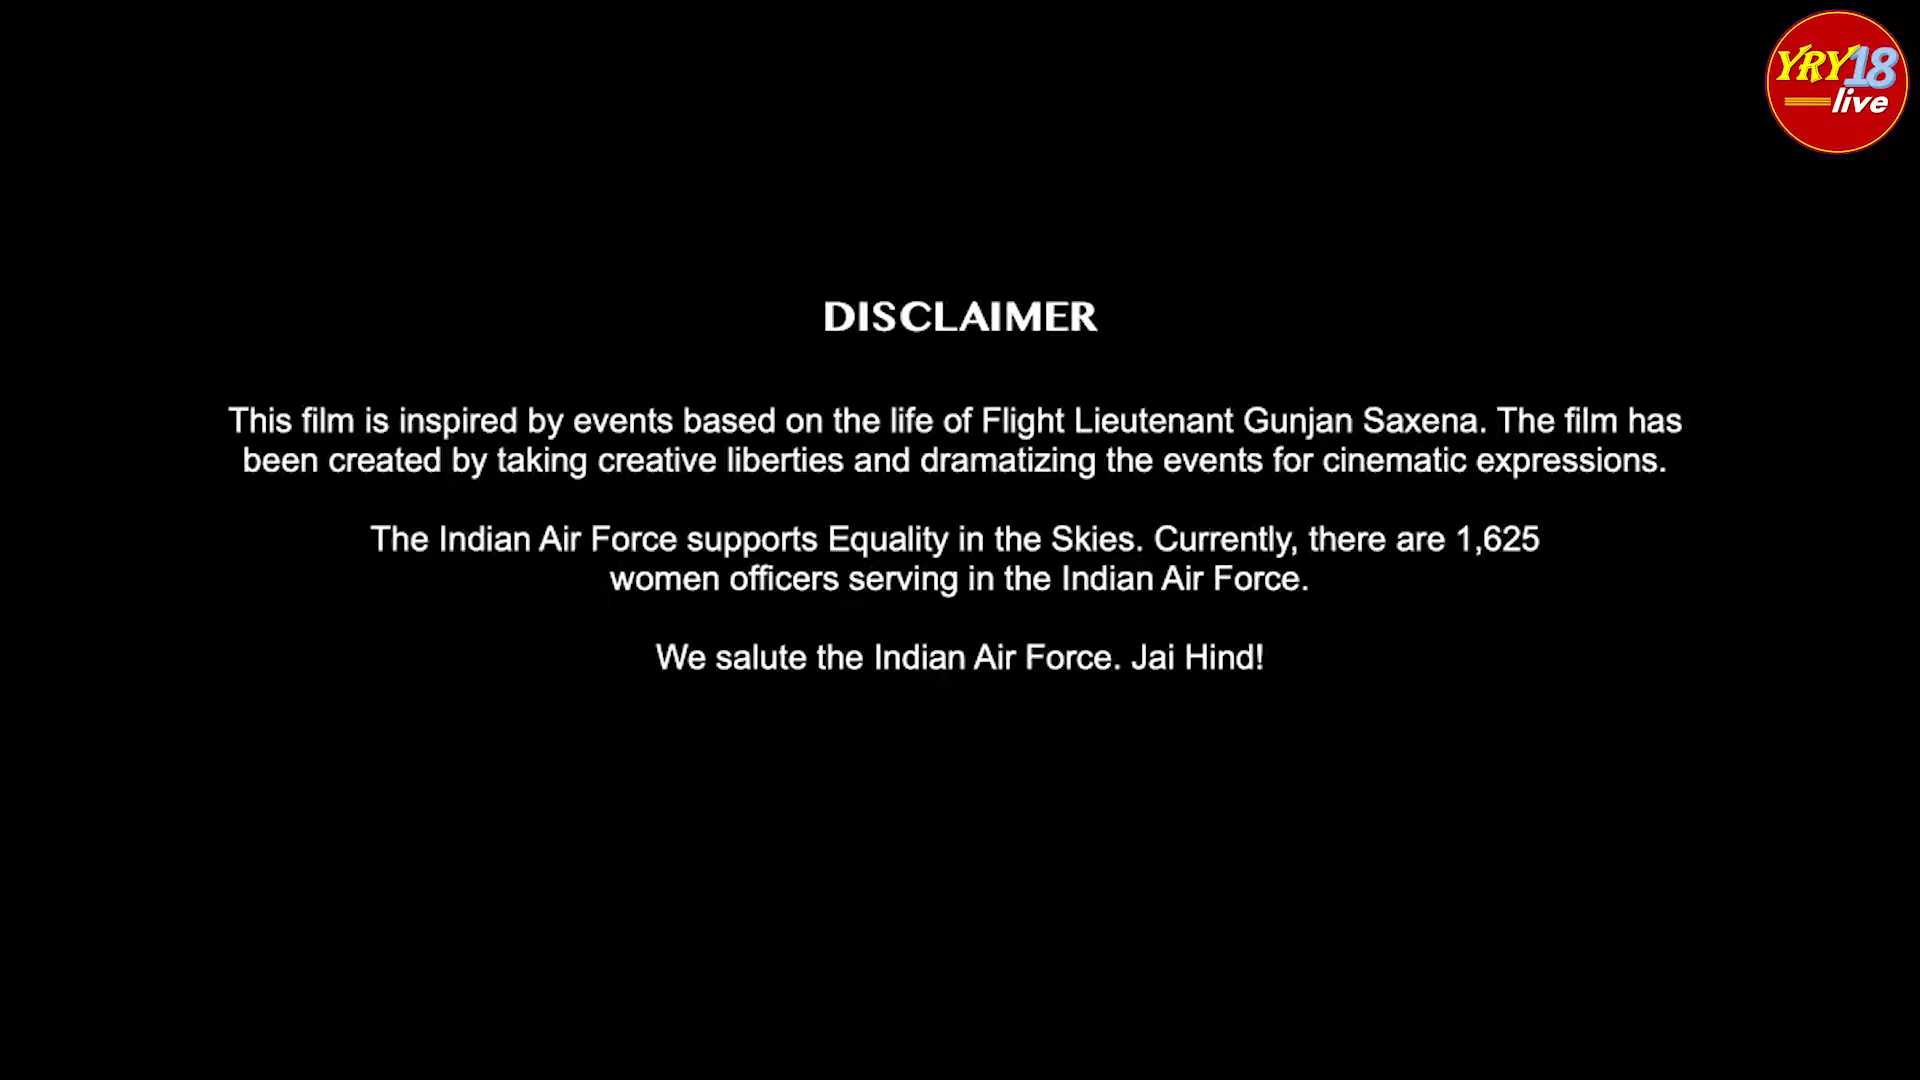 YRY18
live
DISCLAIMER
This film is inspired by events based on the life of Flight Lieutenant Gunjan Saxena. The film has
been created by taking creative liberties and dramatizing the events for cinematic expressions.
The Indian Air Force supports Equality in the Skies. Currently, there are 1,625
women officers serving in the Indian Air Force.
We salute the Indian Air Force. Jai Hind!